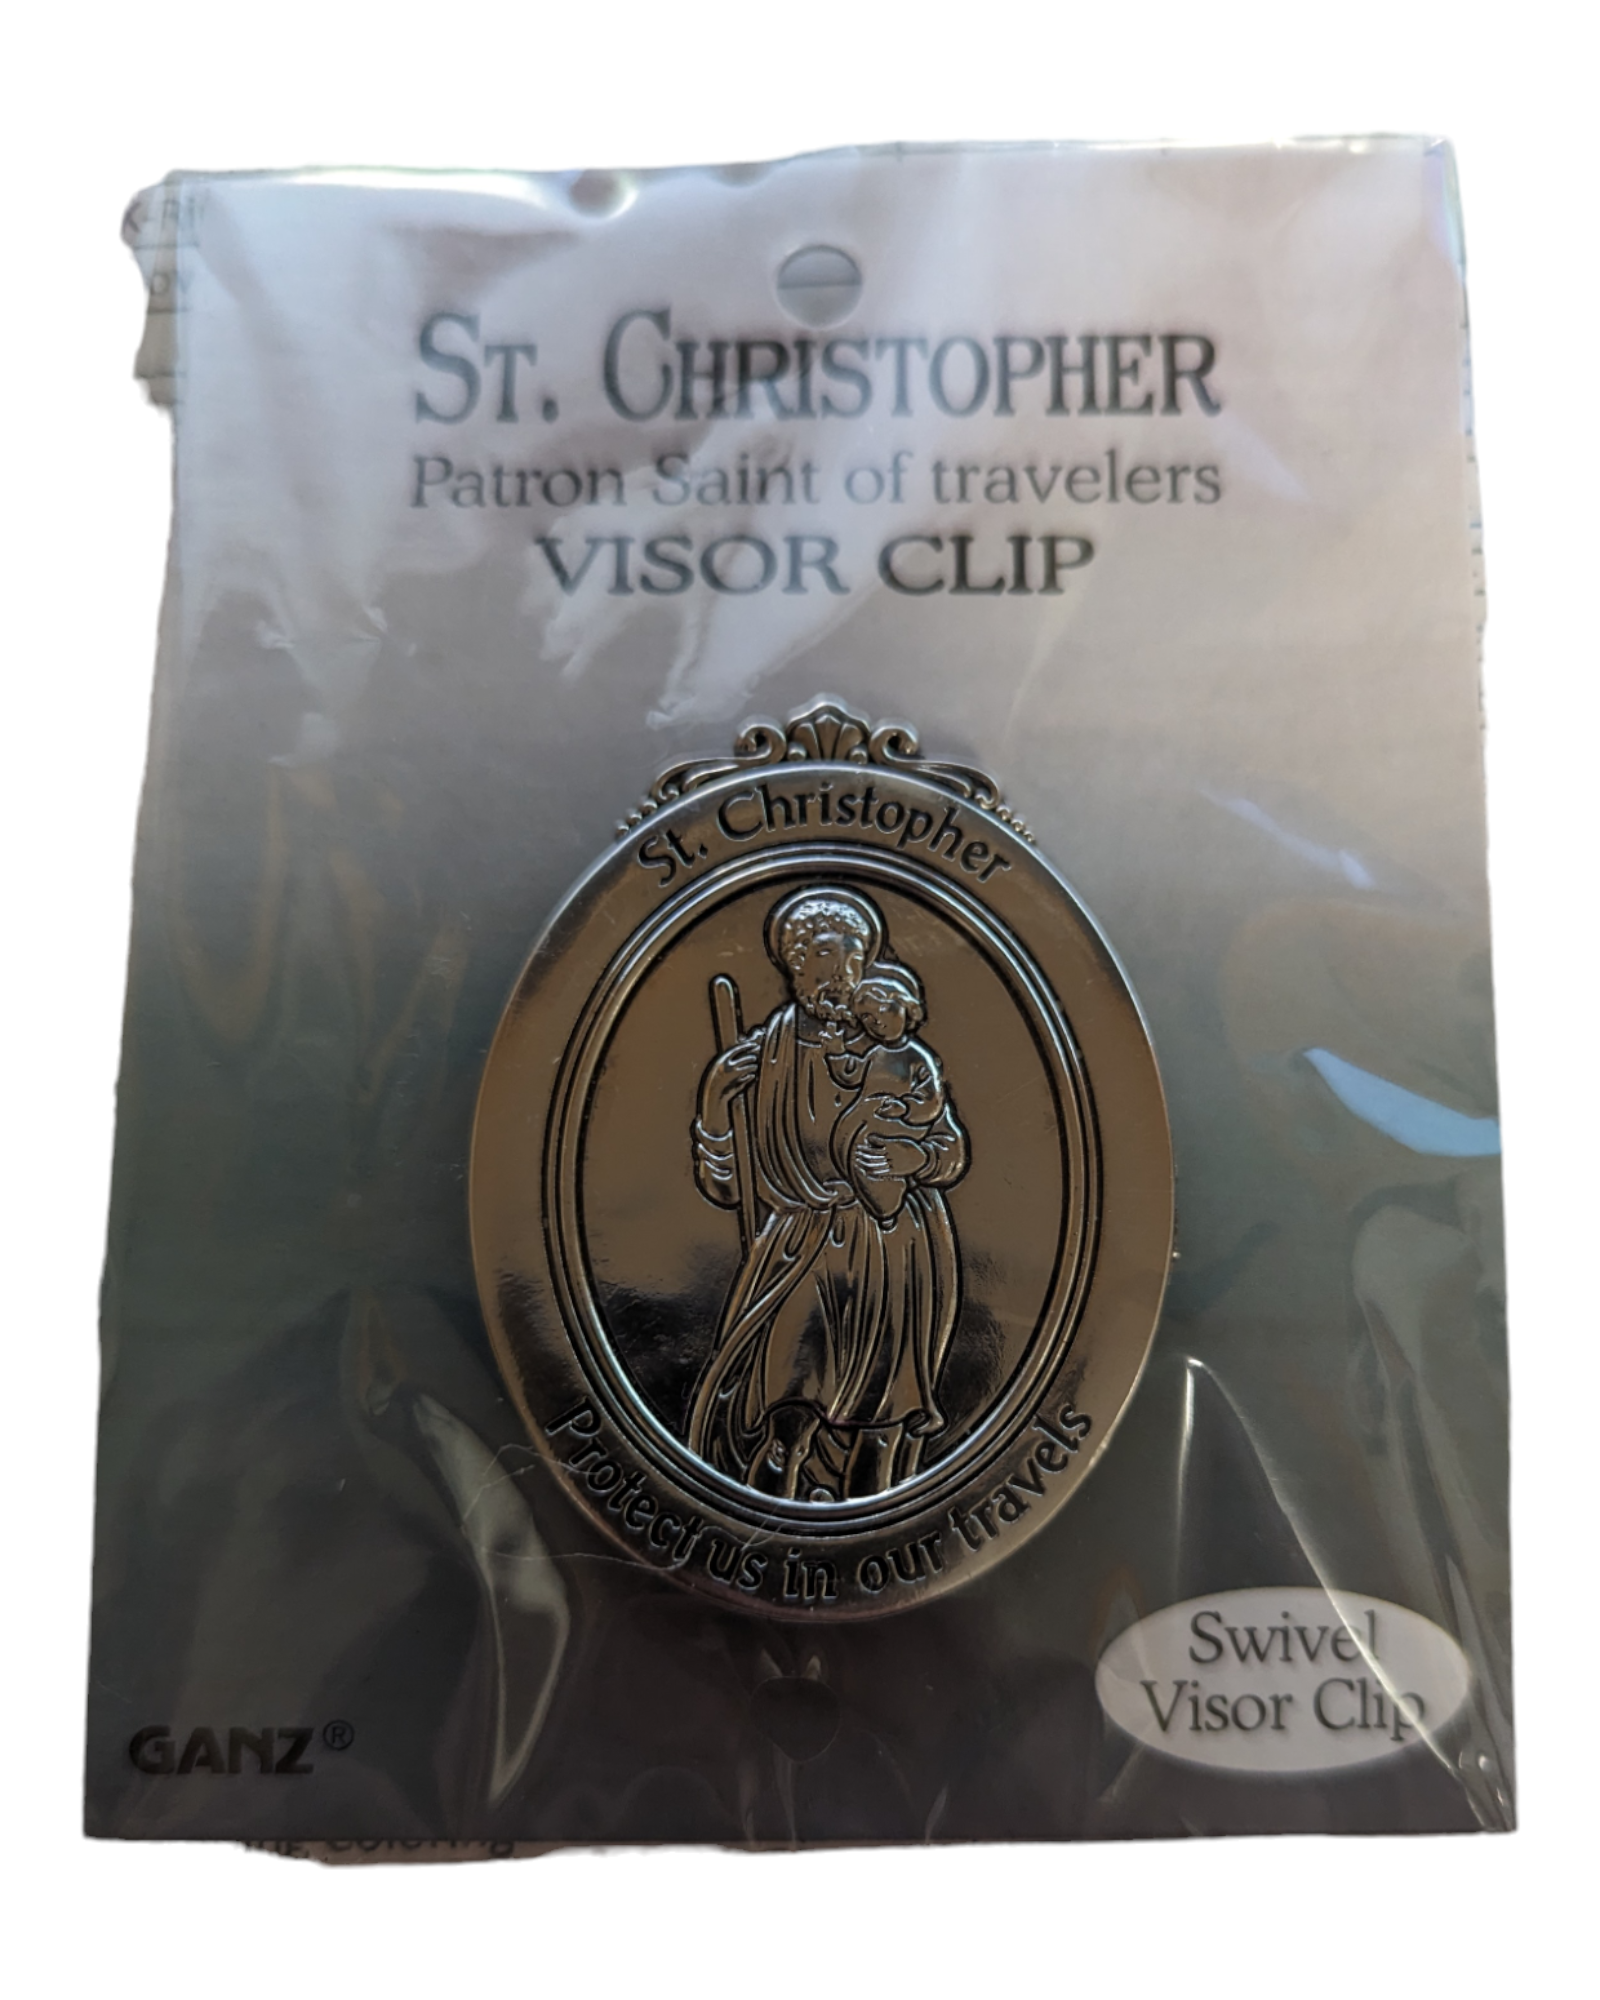 ST. CHRISTOPHER
Patron Saint of travelers
VISOR CLIP
St. Christopher
Protect us in our travels
Swivel
Visor Clip
GANZ®